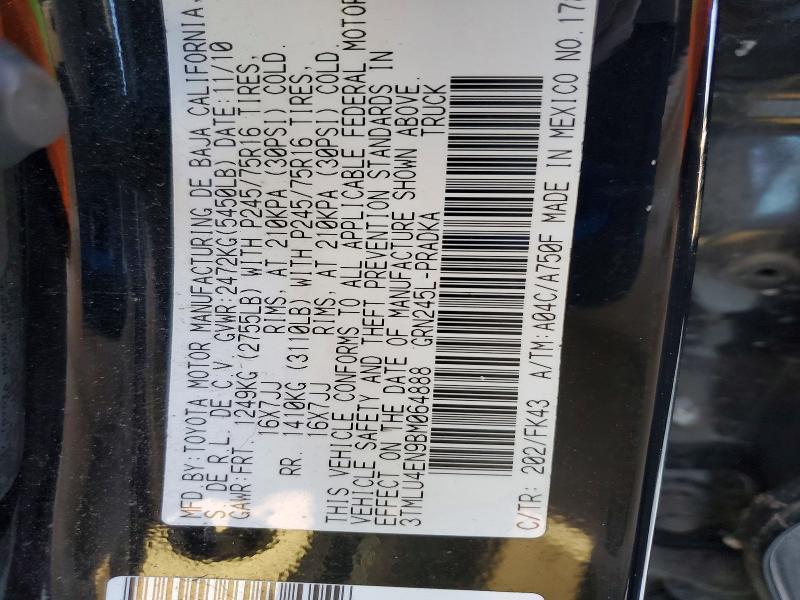 MFD.BY:TOYOTA MOTOR MANUFACTURING DE BAJA CALIFORNIA,
S. DE R.L. DE C.V. GVWR:2472KG(5450LB) DATE:11/10
GAWR:FRT 1249KG (2755LB) WITH P245/75R16 TIRES,
16X7JJ RIMS, AT 210KPA (30PSI) COLD.
RR. 1410KG (3110LB) WITH P245/75R16 TIRES,
16X7JJ RIMS, AT 210KPA (30PSI) COLD.
THIS VEHICLE CONFORMS TO ALL APPLICABLE FEDERAL MOTOR
VEHICLE SAFETY AND THEFT PREVENTION STANDARDS IN
EFFECT ON THE DATE OF MANUFACTURE SHOWN ABOVE.
3TMLU4EN9BM064888 GRN245L-PRADKA TRUCK
C/TR: 202/FK43 A/TM: A04C/A750F MADE IN MEXICO NO.